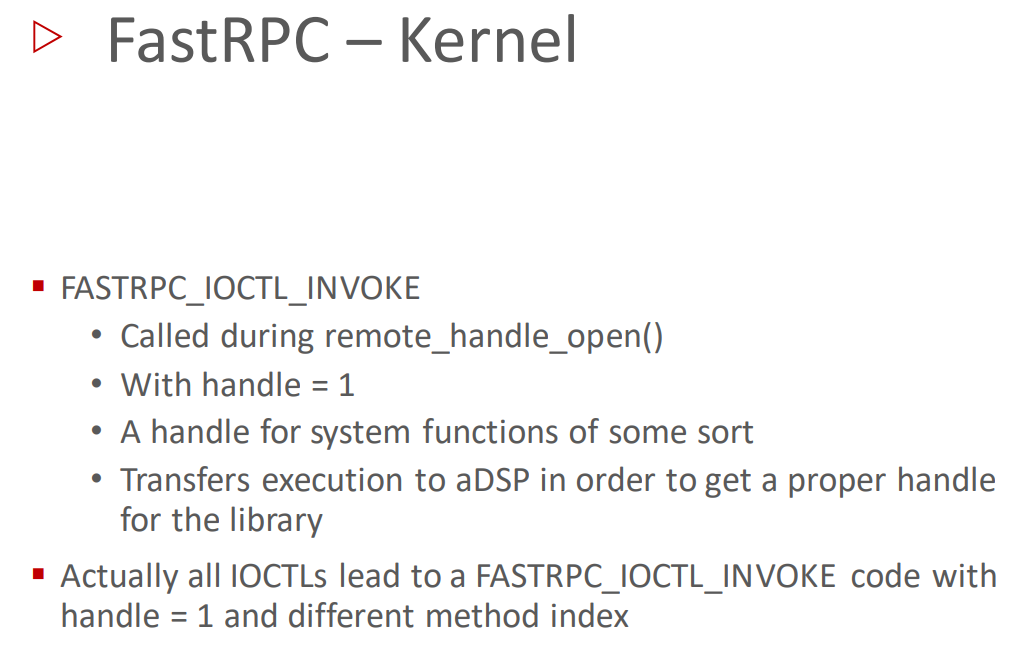 FastRPC – Kernel
FASTRPC_IOCTL_INVOKE
Called during remote_handle_open()
With handle = 1
A handle for system functions of some sort
Transfers execution to aDSP in order to get a proper handle
for the library
Actually all IOCTLs lead to a FASTRPC_IOCTL_INVOKE code with
handle = 1 and different method index